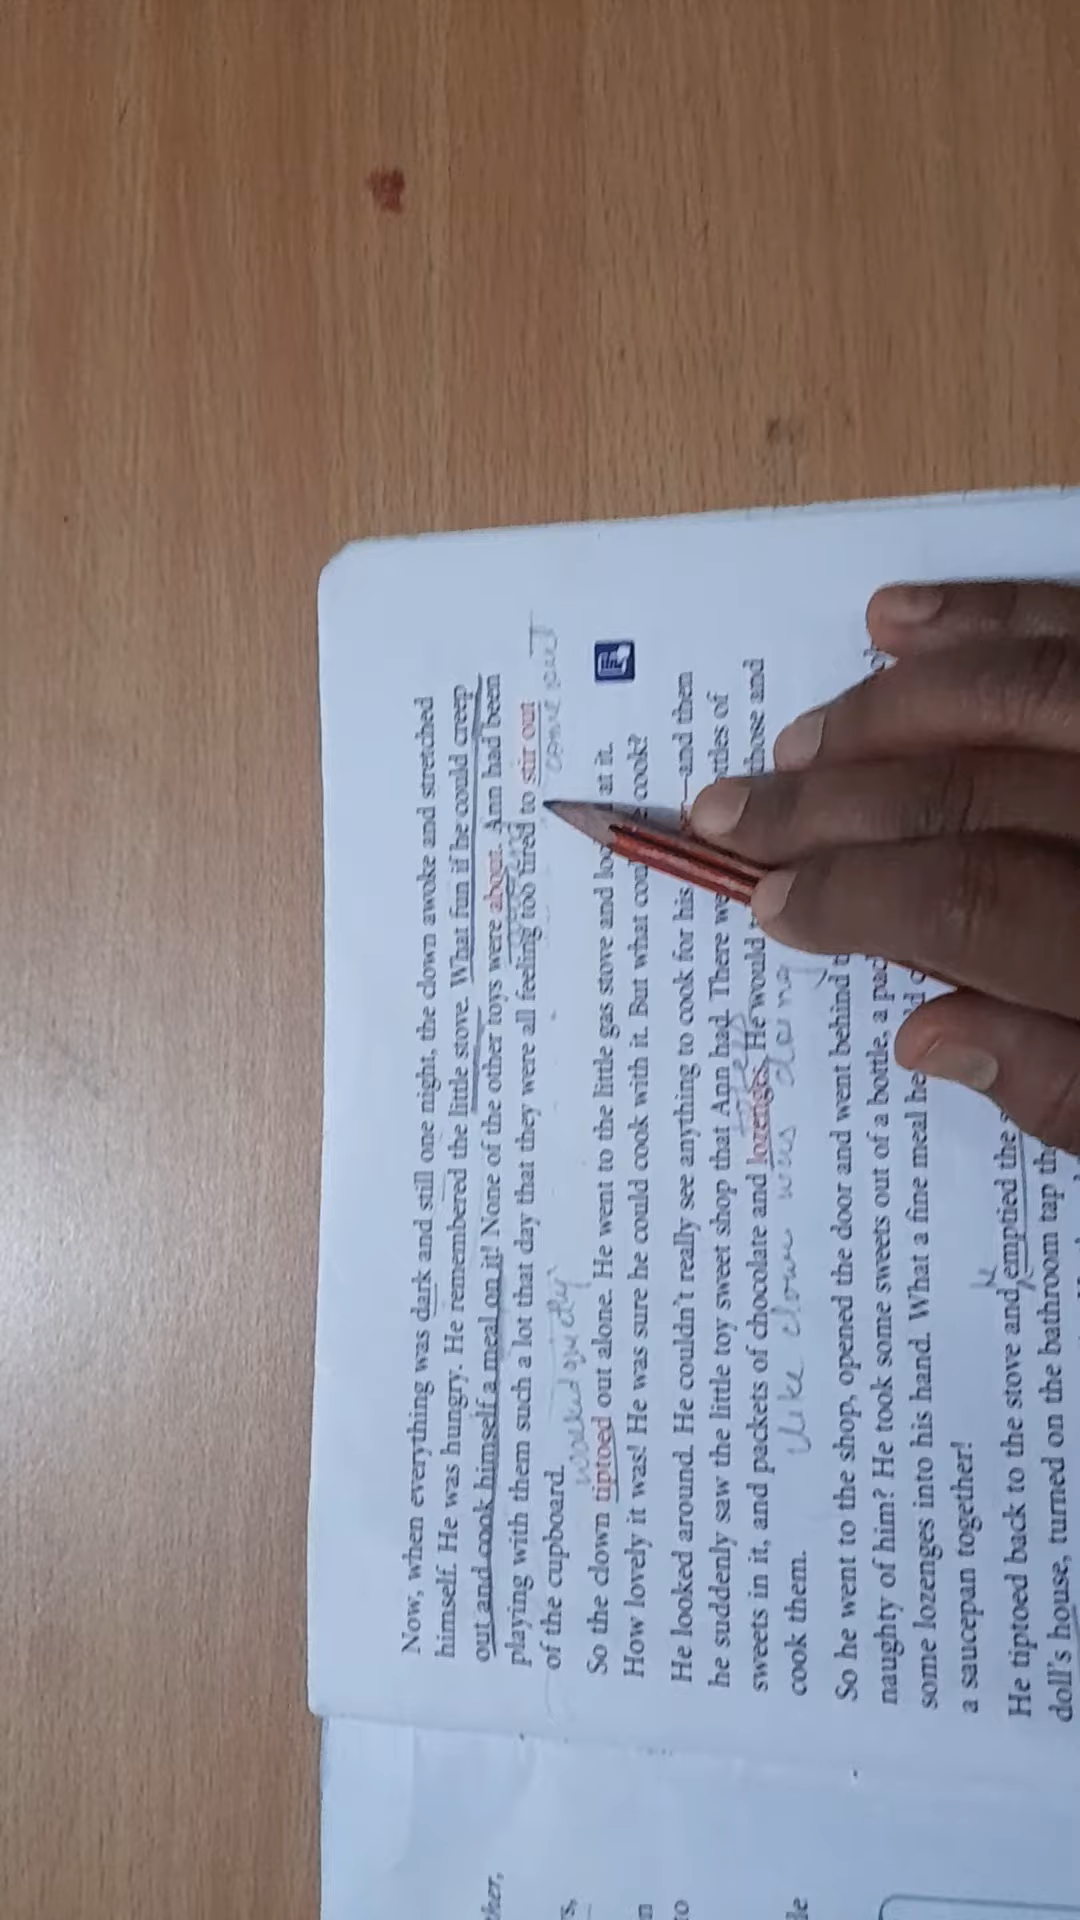 Now, when everything was dark and still one night, the clown awoke and stretched
himself. He was hungry. He remembered the little stove. What fun if he could creep
out and cook himself a meal on it! None of the other toys were about. Ann had been
playing with them such a lot that day that they were all feeling too tired to stir out
come out
of the cupboard.
walked quietly
So the clown tiptoed out alone. He went to the little gas stove and at it.
How lovely it was! He was sure he could cook with it. But what cook?
He looked around. He couldn't really see anything to cook for his —and then
he suddenly saw the little toy sweet shop that Ann had. There of
sweets in it, and packets of chocolate and lozenges. He would those and
cook them.
like clown was
So he went to the shop, opened the door and went behind
naughty of him? He took some sweets out of a bottle, a
some lozenges into his hand. What a fine meal he
a saucepan together!
He tiptoed back to the stove and emptied the
doll's house, turned on the bathroom tap